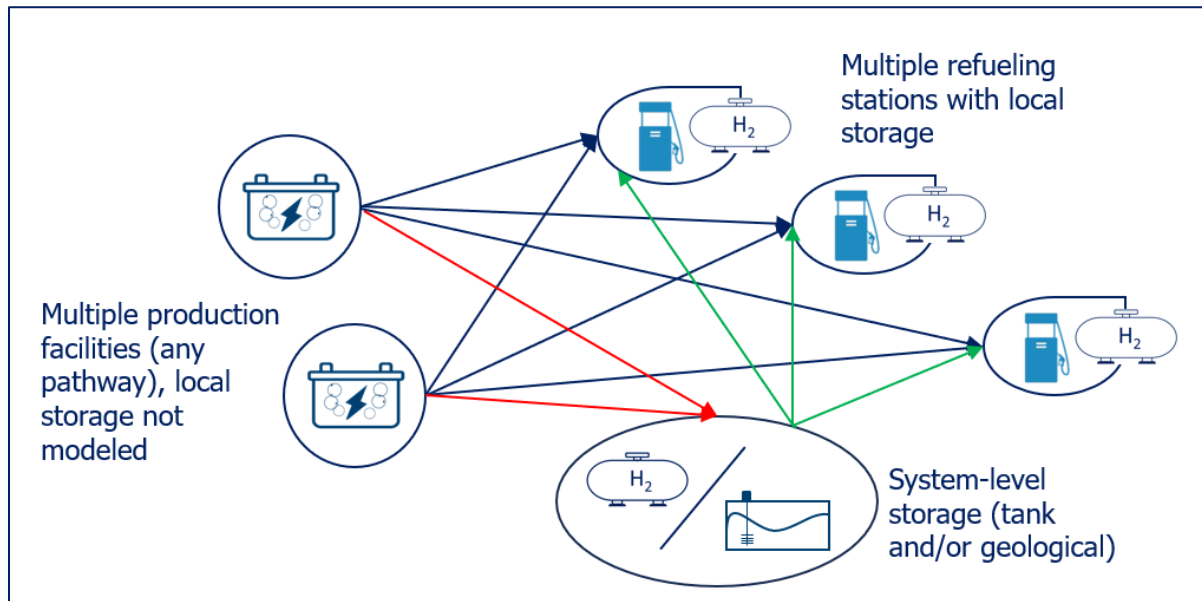 Multiple refueling
stations with local
storage
H₂
H₂
H₂
Multiple production
facilities (any
pathway), local
storage not
modeled
H₂
System-level
storage (tank
and/or geological)